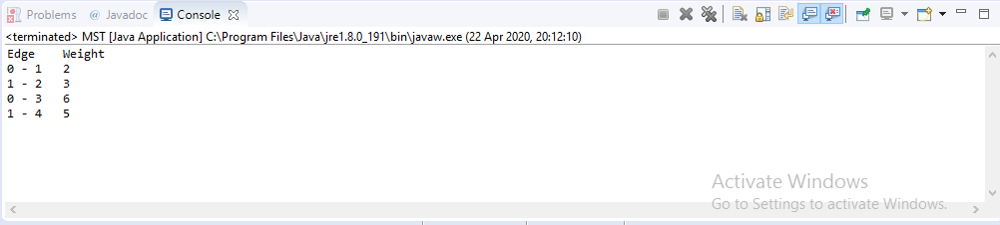 Problems @ Javadoc Console
<terminated> MST [Java Application] C:\Program Files\Java\jre1.8.0_191\bin\javaw.exe (22 Apr 2020, 20:12:10)
Edge Weight
0 - 1 2
1 - 2 3
0 - 3 6
1 - 4 5
Activate Windows
Go to Settings to activate Windows.